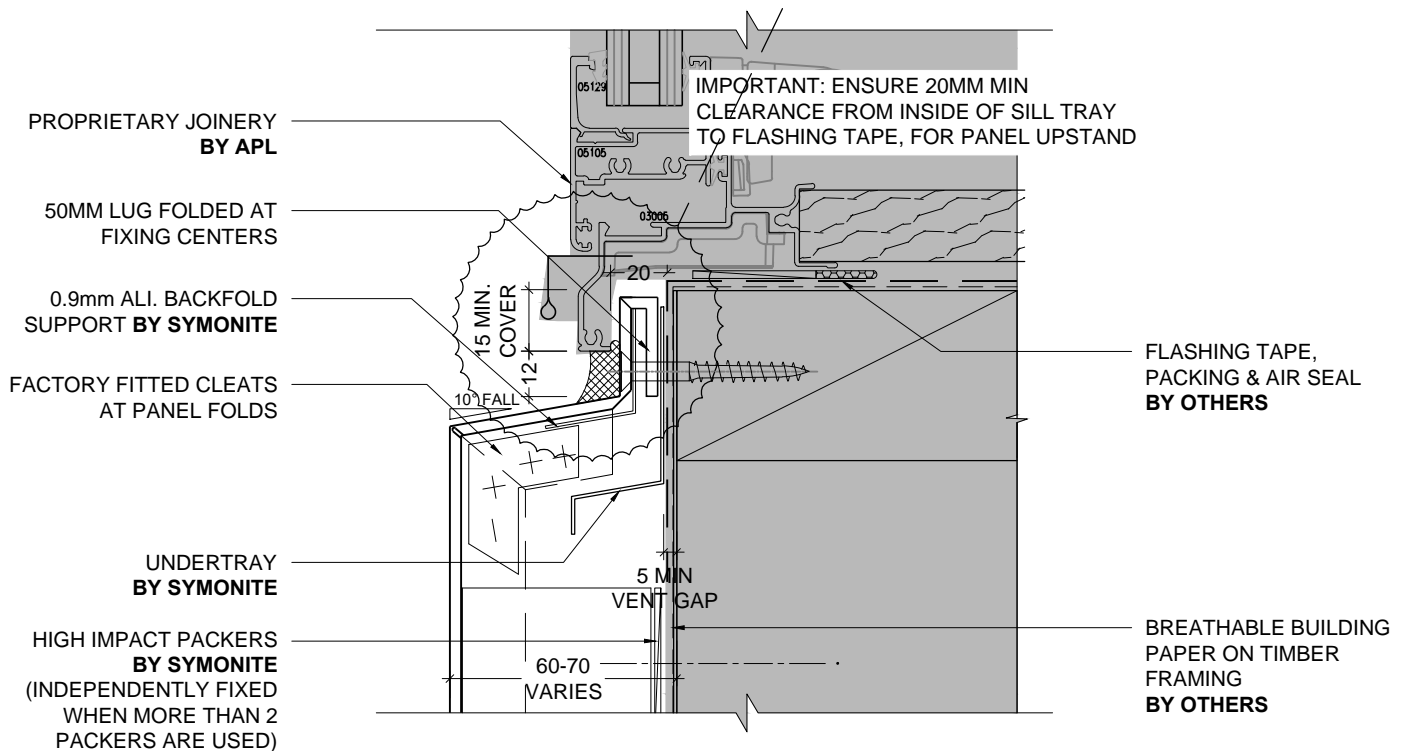 IMPORTANT: ENSURE 20MM MIN
CLEARANCE FROM INSIDE OF SILL TRAY
TO FLASHING TAPE, FOR PANEL UPSTAND
05129
05105
03005
PROPRIETARY JOINERY
BY APL
50MM LUG FOLDED AT
FIXING CENTERS
0.9mm ALI. BACKFOLD
SUPPORT BY SYMONITE
FACTORY FITTED CLEATS
AT PANEL FOLDS
UNDERTRAY
BY SYMONITE
HIGH IMPACT PACKERS
BY SYMONITE
(INDEPENDENTLY FIXED
WHEN MORE THAN 2
PACKERS ARE USED)
20
15 MIN.
COVER
12
10° FALL
5 MIN
VENT GAP
60-70
VARIES
FLASHING TAPE,
PACKING & AIR SEAL
BY OTHERS
BREATHABLE BUILDING
PAPER ON TIMBER
FRAMING
BY OTHERS